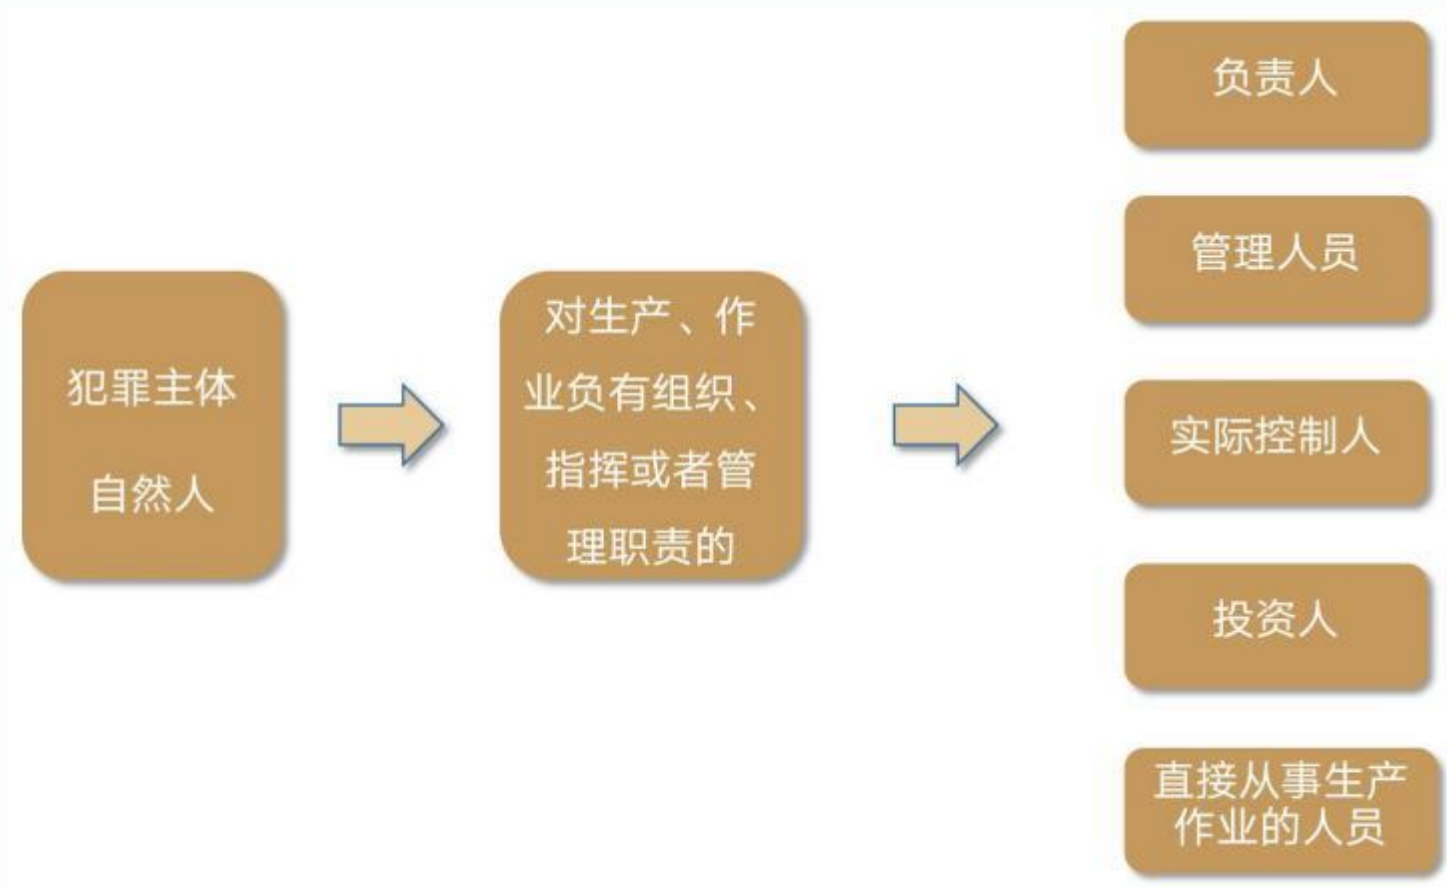 犯罪主体
自然人
对生产、作
业负有组织、
指挥或者管
理职责的
负责人
管理人员
实际控制人
投资人
直接从事生产
作业的人员